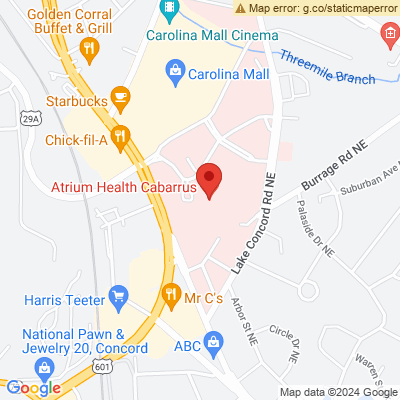 Map error: g.co/staticmaperror
Golden Corral
Buffet & Grill
Carolina Mall Cinema
Threemile Branch
Carolina Mall
Starbucks
29A
Chick-fil-A
Atrium Health Cabarrus
Burrage Rd NE
Suburban Ave
Palaside Dr NE
Lake Concord Rd NE
Harris Teeter
Mr C's
Arbor St NE
Circle Dr NE
National Pawn &
Jewelry 20, Concord
ABC
601
Warren S
Google
Map data ©2024 Google